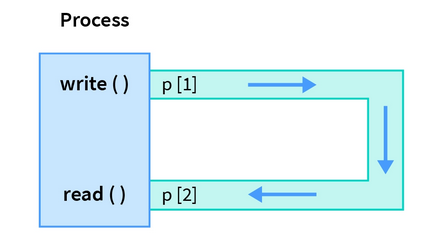 Process
write ( ) p [1]
read ( ) p [2]